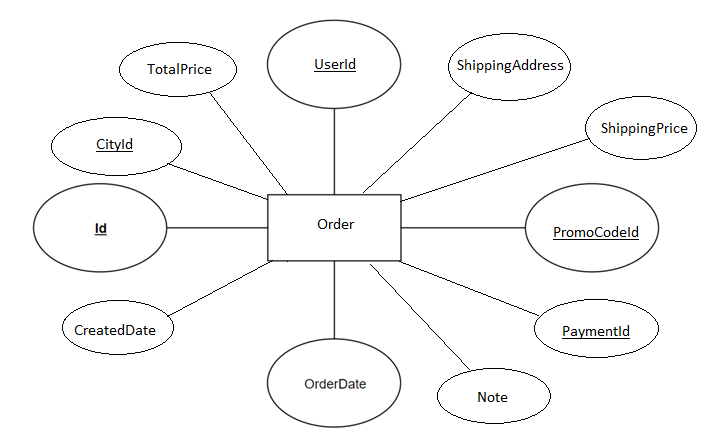 UserId
TotalPrice
ShippingAddress
ShippingPrice
CityId
Order
Id
PromoCodeId
CreatedDate
PaymentId
OrderDate
Note